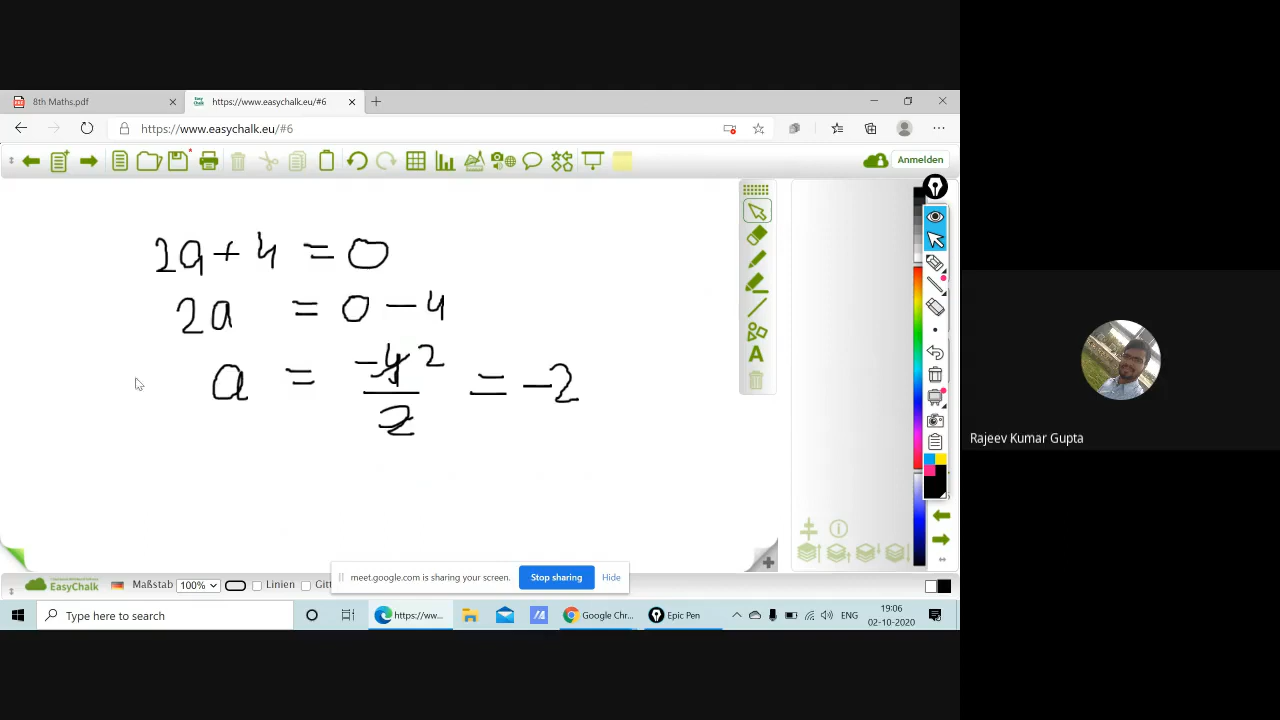 8th Maths.pdf
https://www.easychalk.eu/#6
https://www.easychalk.eu/#6
Anmelden
2a + 4 = 0
2a = 0 - 4
a = -4 2 / 2 = -2
A
Rajeev Kumar Gupta
meet.google.com is sharing your screen. Stop sharing Hide
EasyChalk Maßstab 100% Linien Gitt
Type here to search https://ww... Google Chr... Epic Pen ENG 19:06
02-10-2020